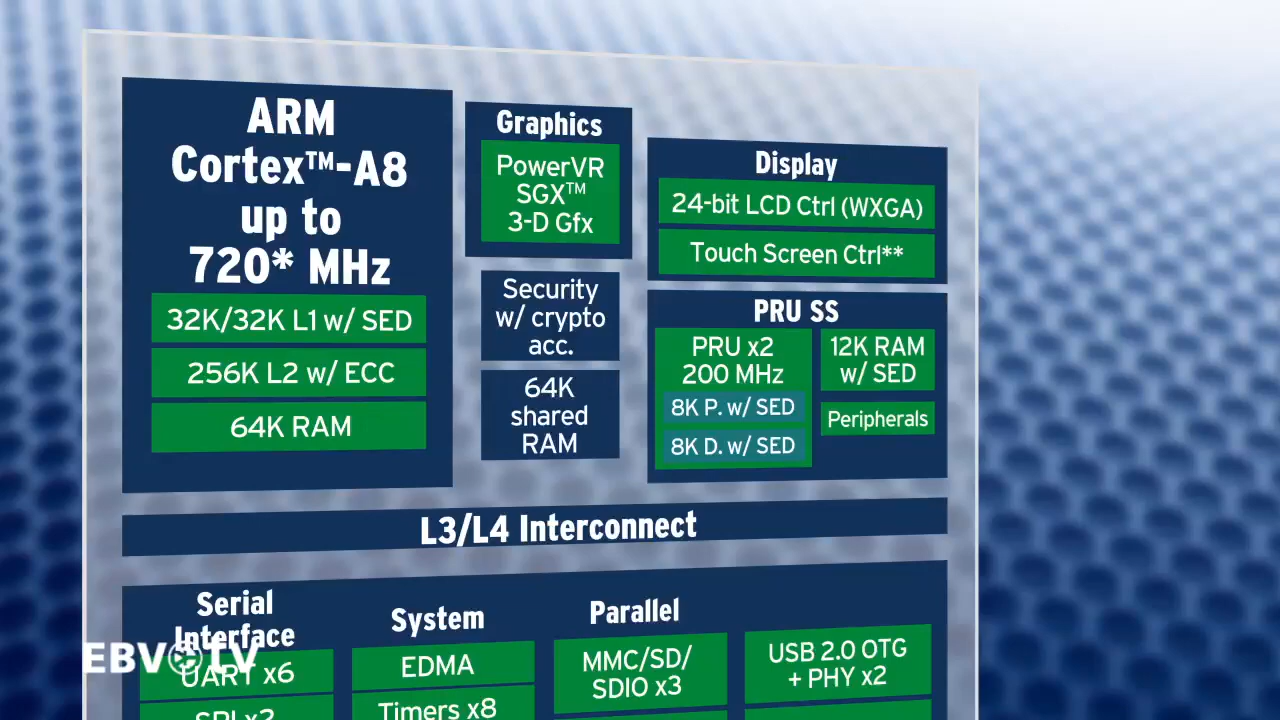 ARM
Cortex™-A8
up to
720* MHz
32K/32K L1 w/ SED
256K L2 w/ ECC
64K RAM
Graphics
PowerVR
SGX™
3-D Gfx
Security
w/ crypto
acc.
64K
shared
RAM
Display
24-bit LCD Ctrl (WXGA)
Touch Screen Ctrl**
PRU SS
PRU x2
200 MHz
8K P. w/ SED
8K D. w/ SED
12K RAM
w/ SED
Peripherals
L3/L4 Interconnect
Serial
Interface
UART x6
SPI x2
System
EDMA
Timers x8
Parallel
MMC/SD/
SDIO x3
USB 2.0 OTG
+ PHY x2
EBV TV